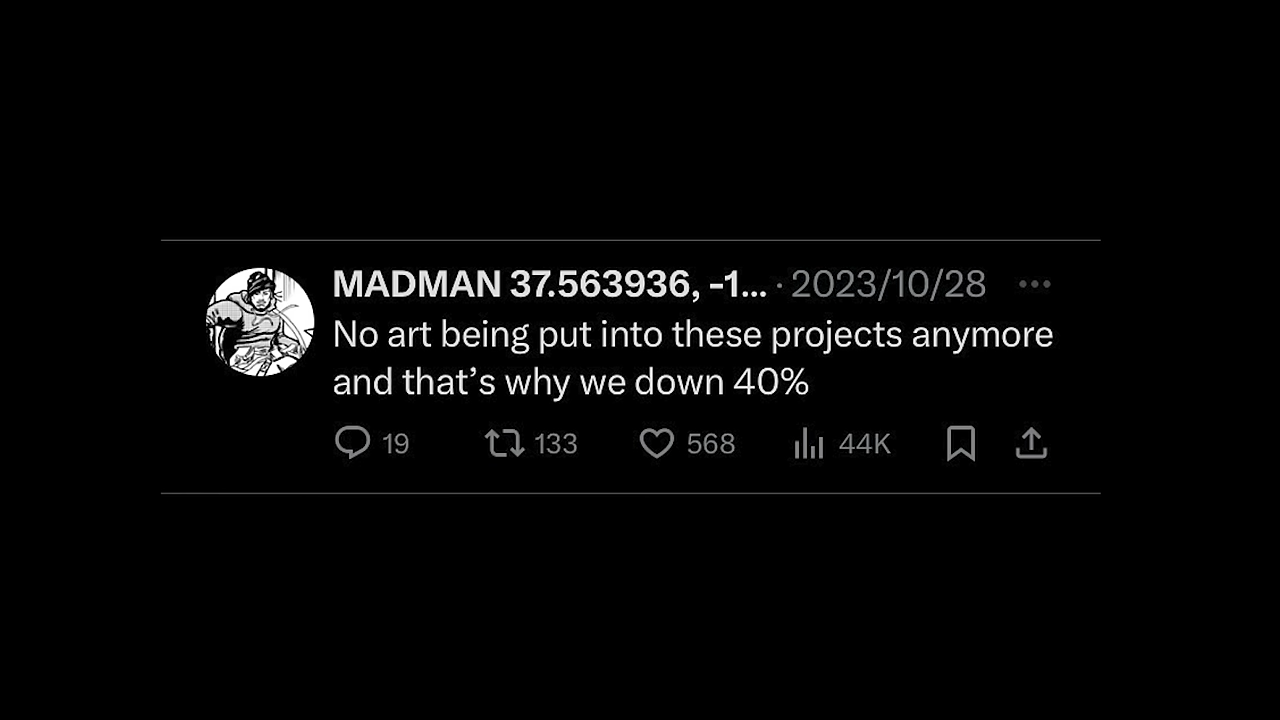 MADMAN 37.563936, -1... · 2023/10/28
No art being put into these projects anymore
and that’s why we down 40%
19 133 568 44K